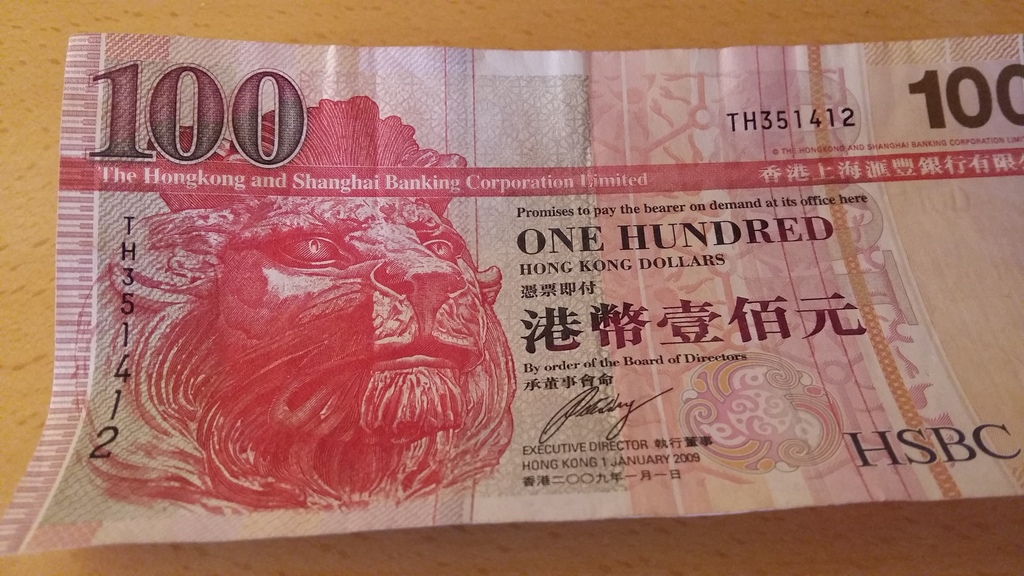 100
TH351412
100
© THE HONGKONG AND SHANGHAI BANKING CORPORATION
The Hongkong and Shanghai Banking Corporation Limited
香港上海滙豐銀行有限
Promises to pay the bearer on demand at its office here
ONE HUNDRED
HONG KONG DOLLARS
憑票即付
港幣壹佰元
By order of the Board of Directors
承董事會命
EXECUTIVE DIRECTOR 執行董事
HONG KONG 1 JANUARY 2009
香港二〇〇九年一月一日
HSBC
TH351412